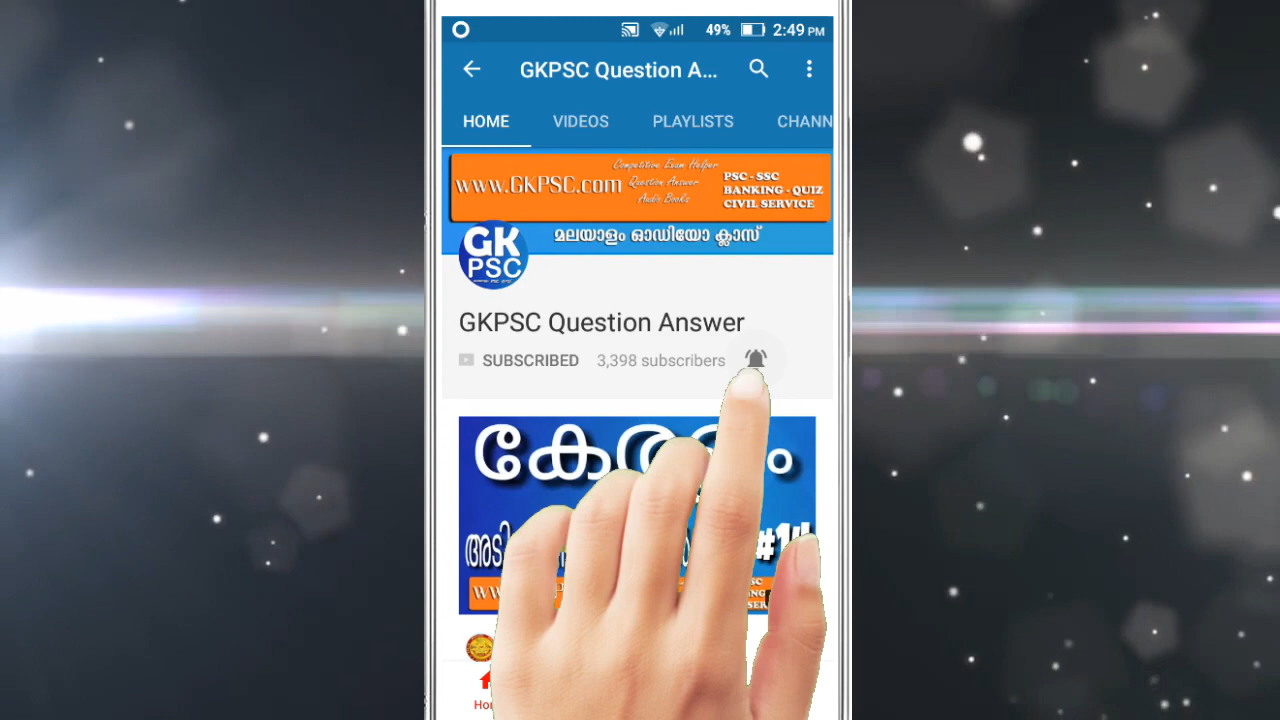 49% 2:49 PM
GKPSC Question A...
HOME VIDEOS PLAYLISTS CHANN
www.GKPSC.com
Competitive Exam Helper
Question Answer
Audio Books
PSC - SSC
BANKING - QUIZ
CIVIL SERVICE
മലയാളം ഓഡിയോ ക്ലാസ്
GK
PSC
GKPSC Question Answer
SUBSCRIBED 3,398 subscribers
#14